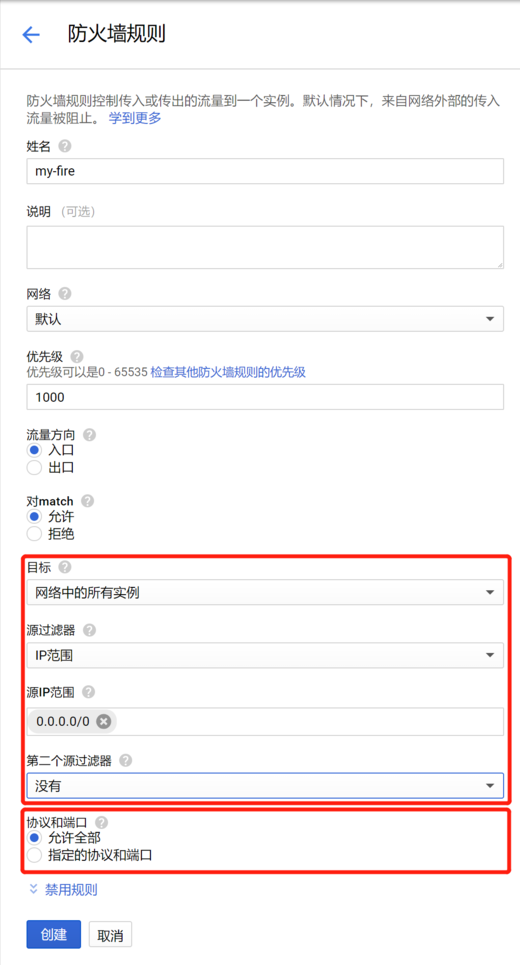 防火墙规则
防火墙规则控制传入或传出的流量到一个实例。默认情况下，来自网络外部的传入
流量被阻止。 学到更多
姓名
my-fire
说明 （可选）
网络
默认
优先级
优先级可以是0 - 65535 检查其他防火墙规则的优先级
1000
流量方向
入口
出口
对match
允许
拒绝
目标
网络中的所有实例
源过滤器
IP范围
源IP范围
0.0.0.0/0
第二个源过滤器
没有
协议和端口
允许全部
指定的协议和端口
禁用规则
创建 取消